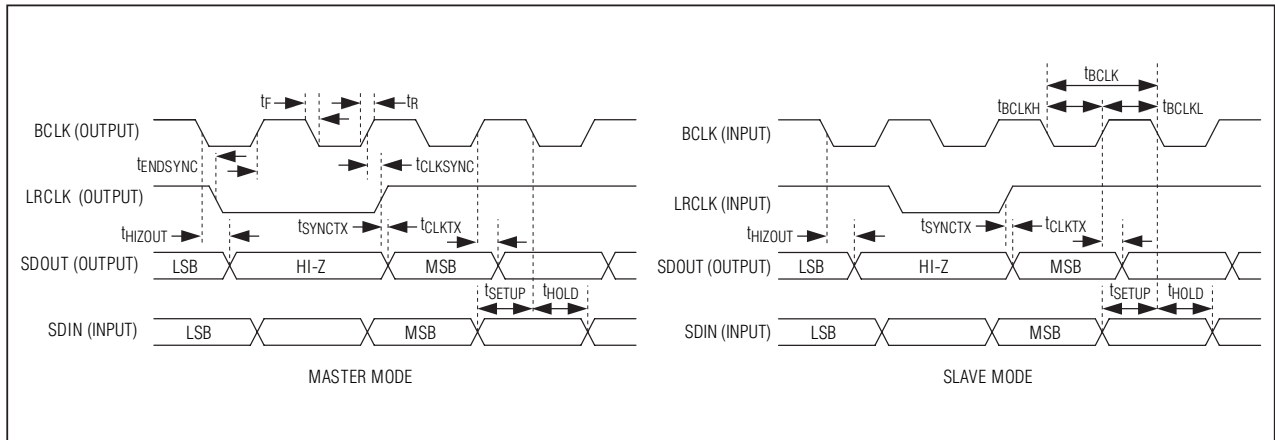 tF
tR
BCLK (OUTPUT)
tENDSYNC
tCLKSYNC
LRCLK (OUTPUT)
tHIZOUT
tSYNCTX
tCLKTX
SDOUT (OUTPUT)
LSB
HI-Z
MSB
tSETUP
tHOLD
SDIN (INPUT)
LSB
MSB
MASTER MODE
tBCLK
tBCLKH
tBCLKL
BCLK (INPUT)
LRCLK (INPUT)
tHIZOUT
tSYNCTX
tCLKTX
SDOUT (OUTPUT)
LSB
HI-Z
MSB
tSETUP
tHOLD
SDIN (INPUT)
LSB
MSB
SLAVE MODE